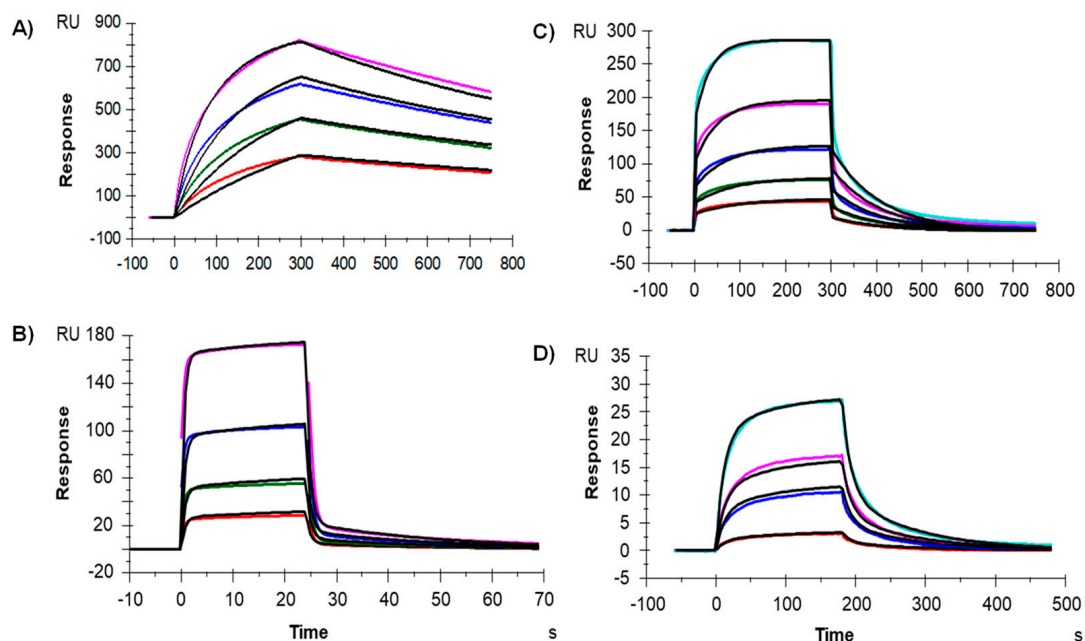 A)
RU
900
700
500
300
100
-100
Response
-100 0 100 200 300 400 500 600 700 800
B)
RU
180
140
100
60
20
-20
Response
-10 0 10 20 30 40 50 60 70
Time
s
C)
RU
300
250
200
150
100
50
0
-50
Response
-100 0 100 200 300 400 500 600 700 800
D)
RU
35
30
25
20
15
10
5
0
-5
Response
-100 0 100 200 300 400 500
Time
s